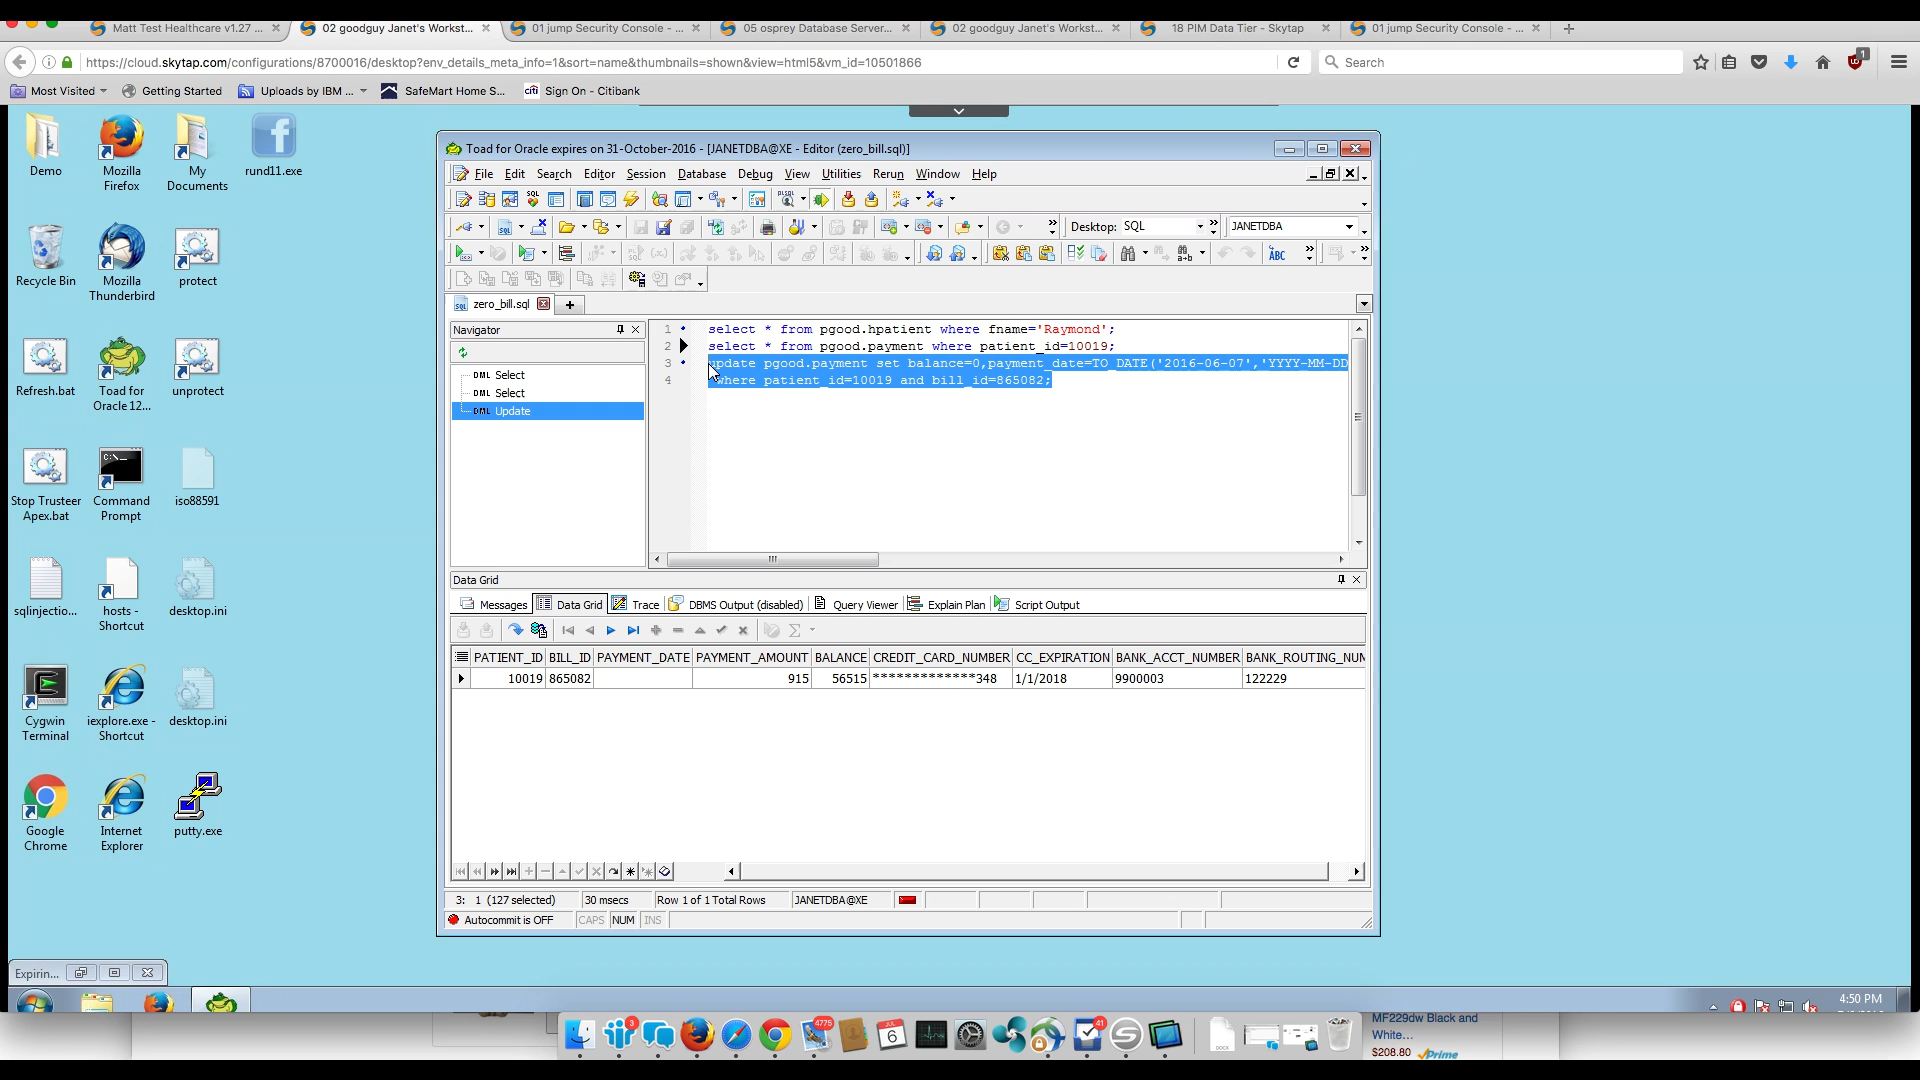 Matt Test Healthcare v1.27 ...
02 goodguy Janet's Workst...
01 jump Security Console - ...
05 osprey Database Server...
02 goodguy Janet's Workst...
18 PIM Data Tier - Skytap
01 jump Security Console - ...
https://cloud.skytap.com/configurations/8700016/desktop?env_details_meta_info=1&sort=name&thumbnails=shown&view=html5&vm_id=10501866
Search
1
Most Visited
Getting Started
Uploads by IBM ...
SafeMart Home S...
citi
Sign On - Citibank
Demo
Mozilla Firefox
My Documents
rund11.exe
Recycle Bin
Mozilla Thunderbird
protect
Refresh.bat
Toad for Oracle 12...
unprotect
Stop Trusteer Apex.bat
Command Prompt
iso88591
sqlinjectio...
hosts - Shortcut
desktop.ini
Cygwin Terminal
iexplore.exe - Shortcut
desktop.ini
Google Chrome
Internet Explorer
putty.exe
Toad for Oracle expires on 31-October-2016 - [JANETDBA@XE - Editor (zero_bill.sql)]
File Edit Search Editor Session Database Debug View Utilities Rerun Window Help
Desktop: SQL
JANETDBA
zero_bill.sql
Navigator
DML Select
DML Select
DML Update
1 select * from pgood.hpatient where fname='Raymond';
2 select * from pgood.payment where patient_id=10019;
3 update pgood.payment set balance=0,payment_date=TO_DATE('2016-06-07','YYYY-MM-DD
4 where patient_id=10019 and bill_id=865082;
Data Grid
Messages Data Grid Trace DBMS Output (disabled) Query Viewer Explain Plan Script Output
PATIENT_ID BILL_ID PAYMENT_DATE PAYMENT_AMOUNT BALANCE CREDIT_CARD_NUMBER CC_EXPIRATION BANK_ACCT_NUMBER BANK_ROUTING_NUM
10019 865082 915 56515 *************348 1/1/2018 9900003 122229
3: 1 (127 selected) 30 msecs Row 1 of 1 Total Rows JANETDBA@XE
Autocommit is OFF CAPS NUM INS
Expirin...
4:50 PM
3
4775
JUL
6
41
DOCX
MF229dw Black and
White...
$208.80 Prime